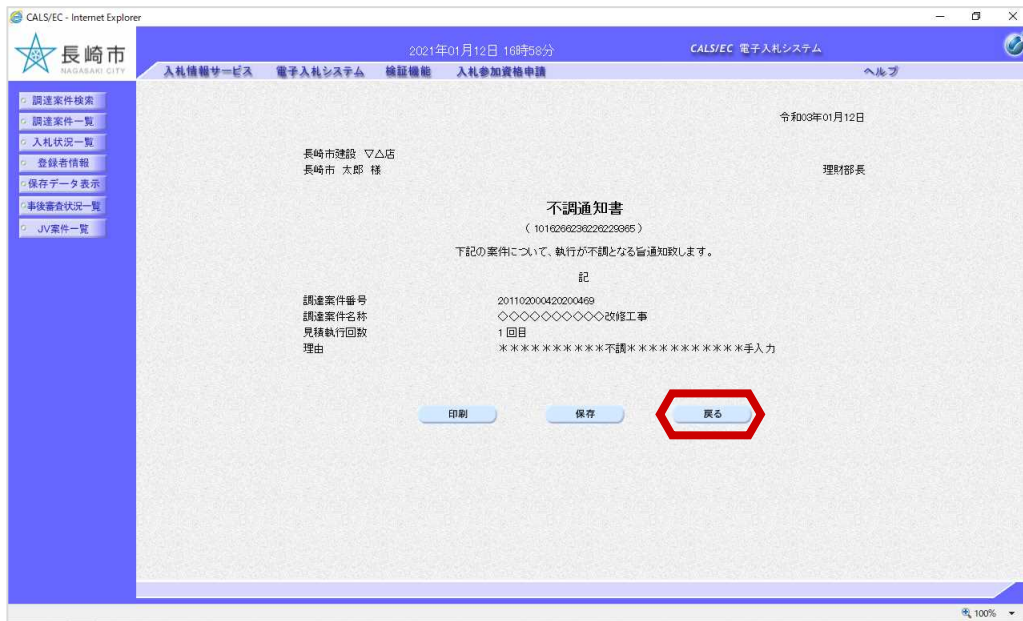 CALS/EC - Internet Explorer
長崎市
NAGASAKI CITY
2021年01月12日 16時58分
CALS/EC 電子入札システム
入札情報サービス 電子入札システム 検証機能 入札参加資格申請 ヘルプ
調達案件検索
調達案件一覧
入札状況一覧
登録者情報
保存データ表示
事後審査状況一覧
JV案件一覧
令和03年01月12日
長崎市建設 ▽△店
長崎市 太郎 様
理財部長
不調通知書
( 1016266236226229365 )
下記の案件について、執行が不調となる旨通知致します。
記
調達案件番号 201102000420200469
調達案件名称 ◇◇◇◇◇◇◇◇◇◇改修工事
見積執行回数 1回目
理由 **********不調***********手入力
印刷 保存 戻る
100%